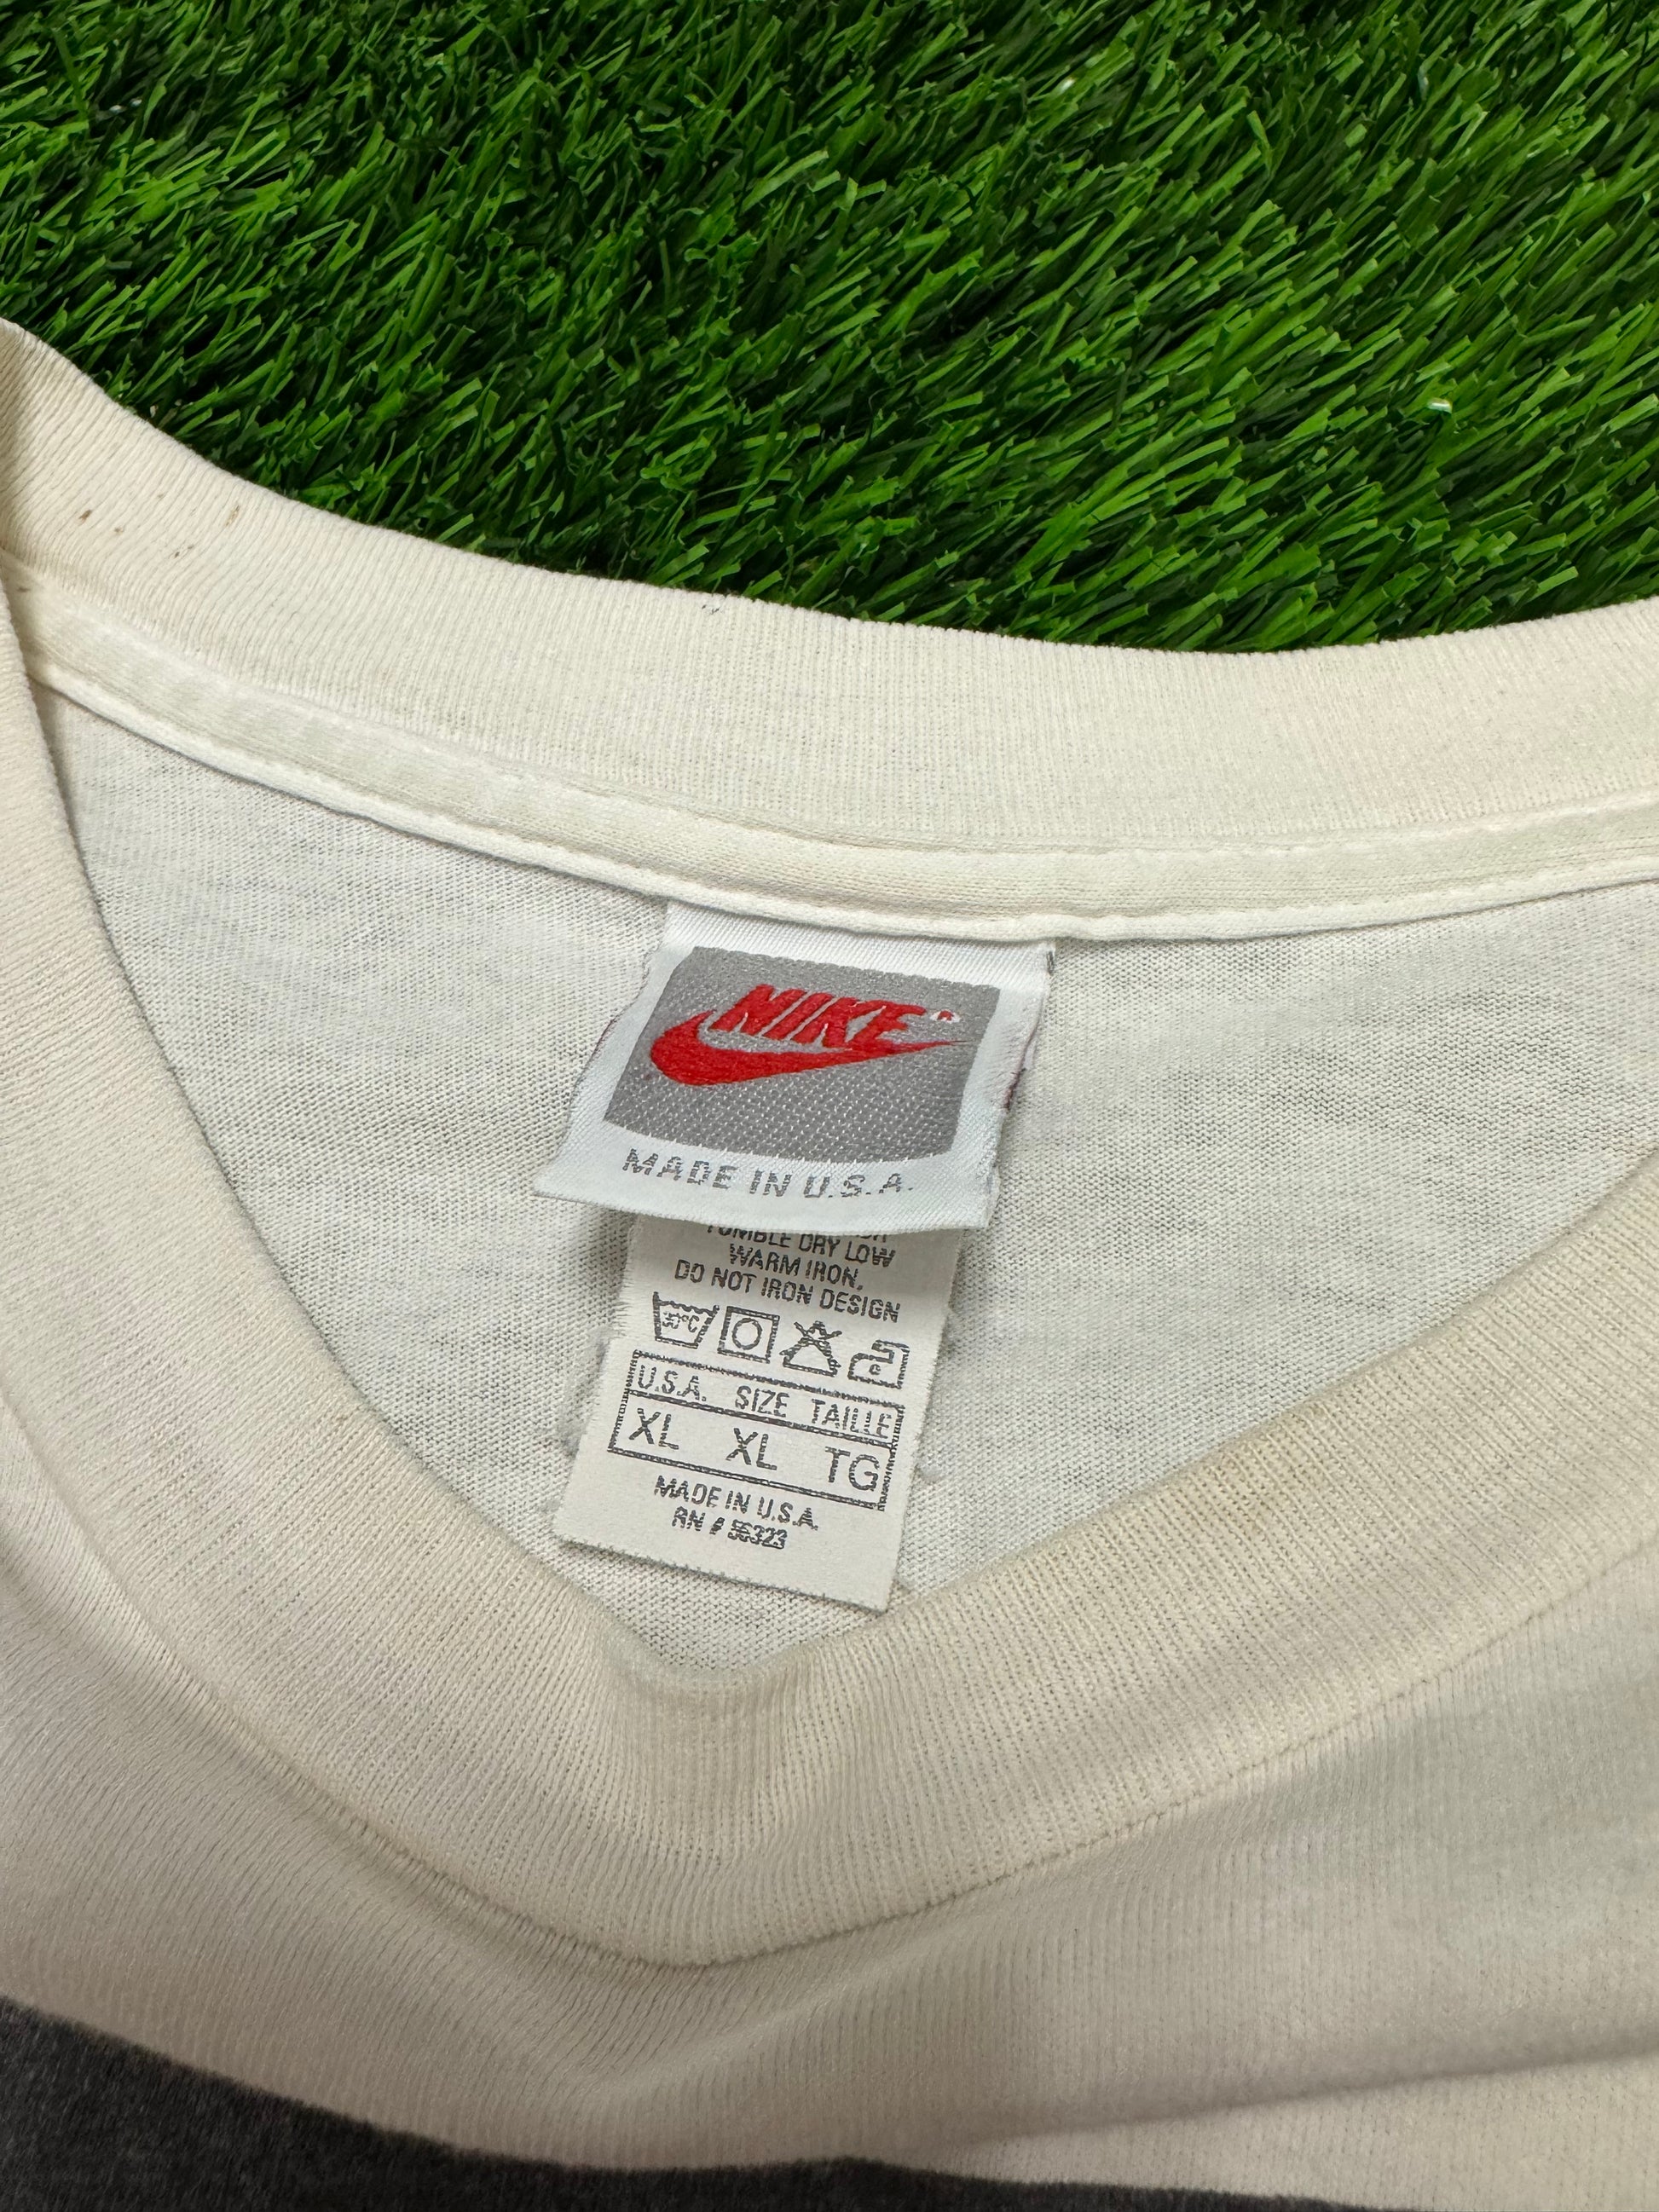 NIKE®
MADE IN U.S.A.
TUMBLE DRY LOW
WARM IRON,
DO NOT IRON DESIGN
U.S.A. SIZE TAILLE
XL XL TG
MADE IN U.S.A.
RN # 56323